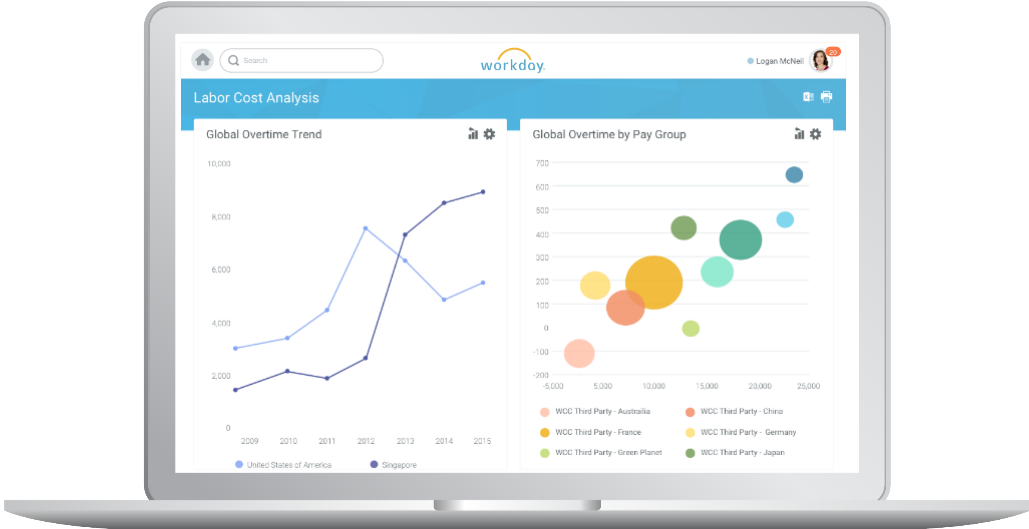 Search
workday.
Logan McNeil
20
Labor Cost Analysis
Global Overtime Trend
10,000
8,000
6,000
4,000
2,000
0
2009 2010 2011 2012 2013 2014 2015
United States of America Singapore
Global Overtime by Pay Group
700
600
500
400
300
200
100
0
-100
-200
-5,000 5,000 10,000 15,000 20,000 25,000
WCC Third Party - Austrailia WCC Third Party - China
WCC Third Party - France WCC Third Party - Germany
WCC Third Party - Green Planet WCC Third Party - Japan